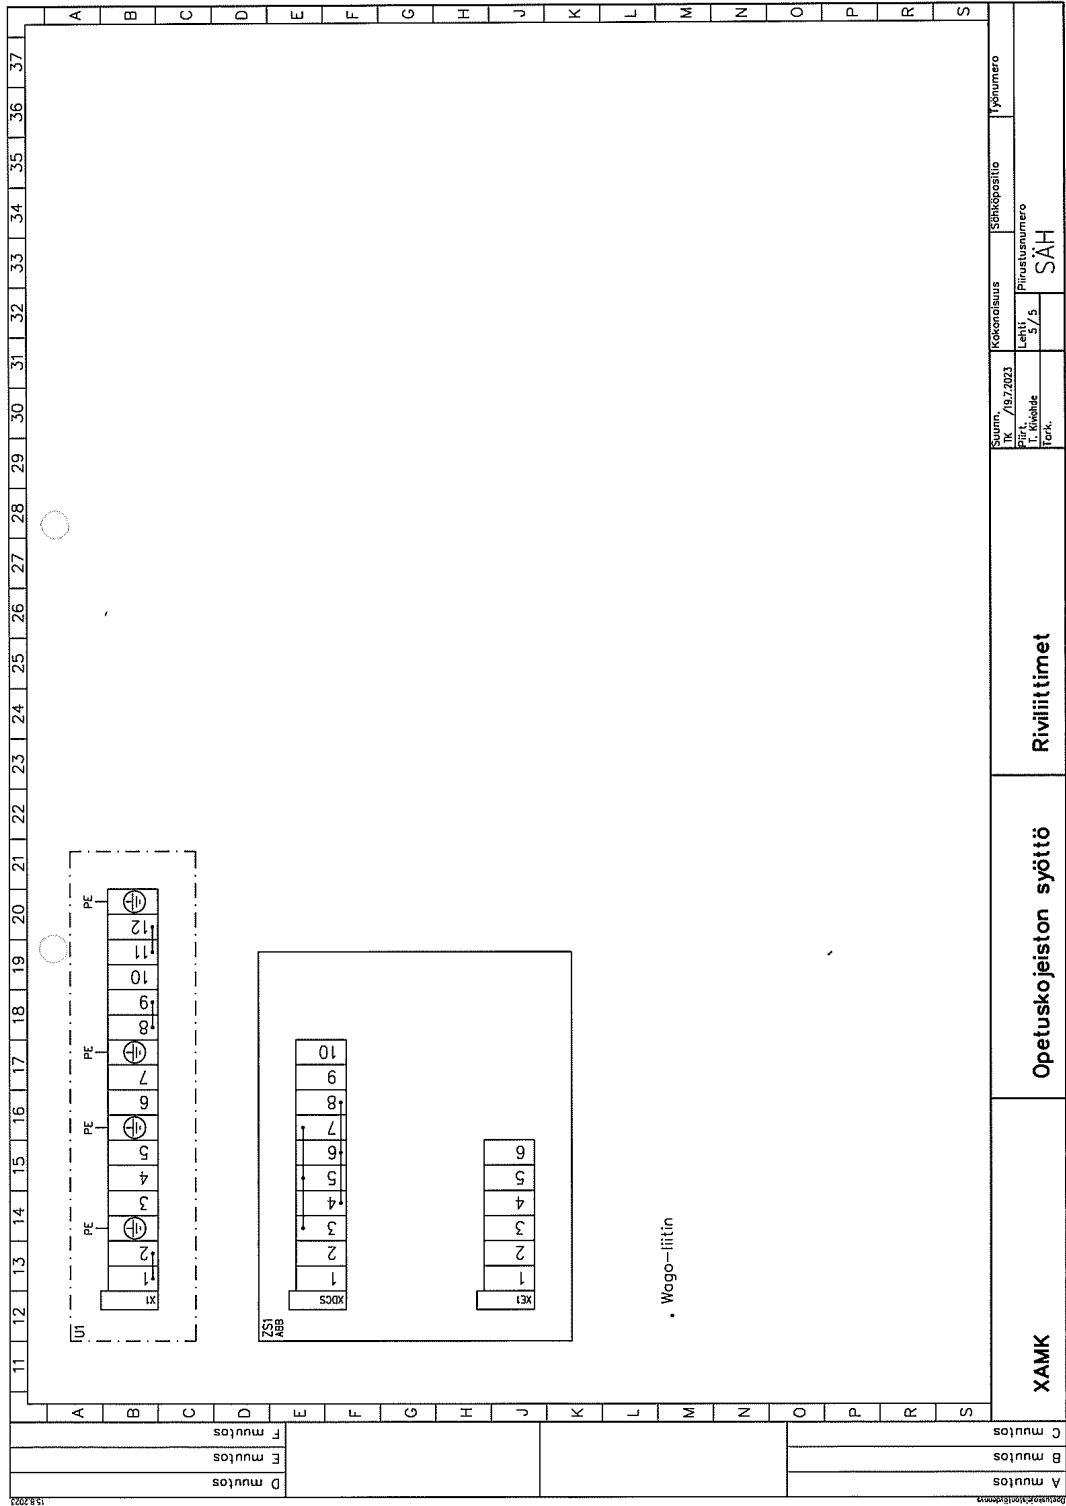 11 12 13 14 15 16 17 18 19 20 21 22 23 24 25 26 27 28 29 30 31 32 33 34 35 36 37
A B C D E F G H I J K L M N O P R S
A B C D E F G H I J K L M N O P R S
U1
X1 1 2 3 4 5 6 7 8 9 10 11 12
PE PE PE PE
ZS1
ABB
XDCS 1 2 3 4 5 6 7 8 9 10
XE1 1 2 3 4 5 6
• Wago-liitin
XAMK
Opetuskojeiston syöttö
Riviliittimet
Suunn.
TK /19.7.2023
Piirt.
T. Kiviahde
Tark.
Kokonaisuus
Sähköpositio
Työnumero
Lehti
5/5
Piirustusnumero
SÄH
A muutos
B muutos
C muutos
D muutos
E muutos
F muutos
15.8.2023